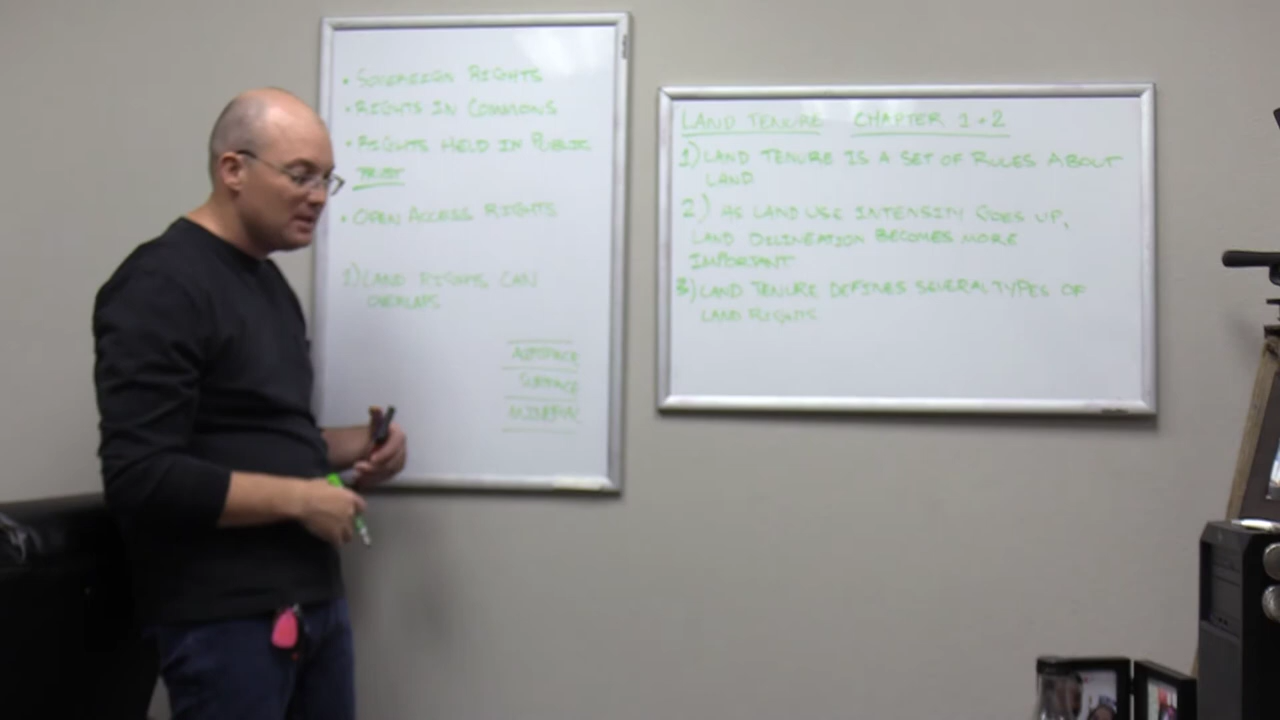 • SOVEREIGN RIGHTS
• RIGHTS IN COMMONS
• RIGHTS HELD IN PUBLIC
TRUST
• OPEN ACCESS RIGHTS
1) LAND RIGHTS CAN
OVERLAPS
AIRSPACE
SURFACE
MINERAL
LAND TENURE CHAPTER 1+2
1) LAND TENURE IS A SET OF RULES ABOUT
LAND
2) AS LAND USE INTENSITY GOES UP,
LAND DILINEATION BECOMES MORE
IMPORTANT
3) LAND TENURE DEFINES SEVERAL TYPES OF
LAND RIGHTS